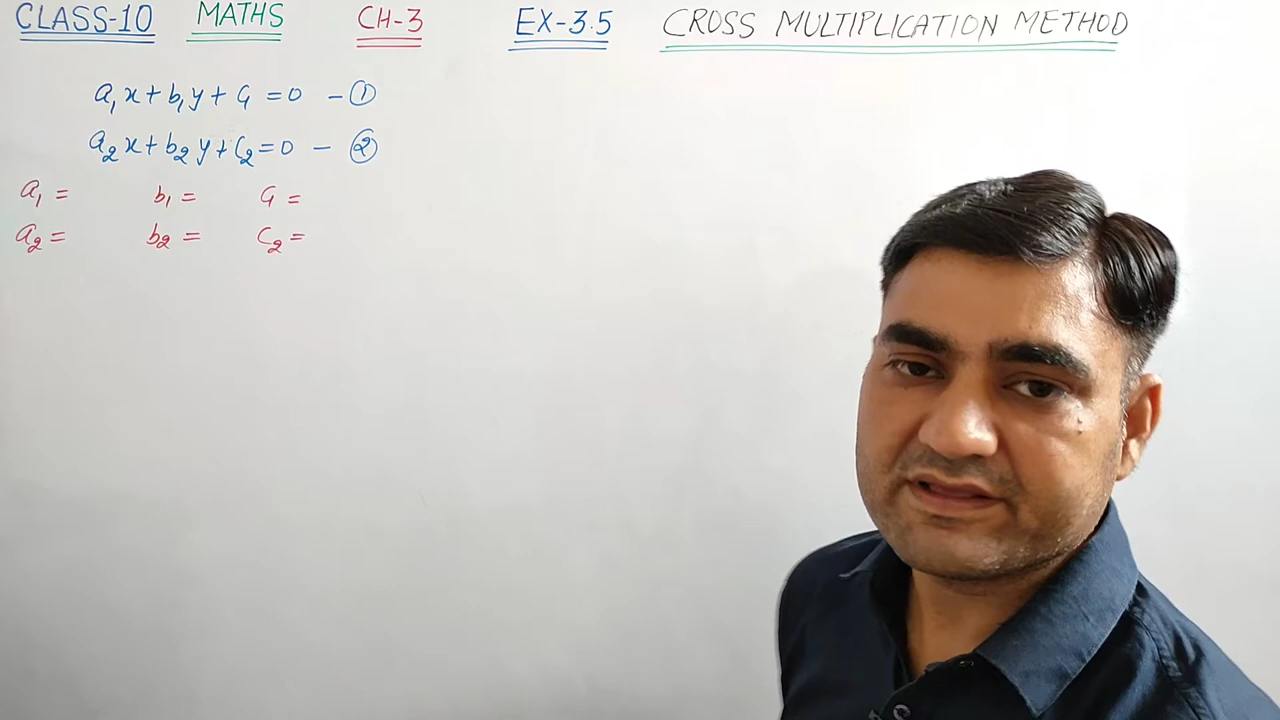 CLASS-10 MATHS CH-3 EX-3.5 CROSS MULTIPLICATION METHOD
a₁x + b₁y + c₁ = 0 - ①
a₂x + b₂y + c₂ = 0 - ②
a₁ = b₁ = c₁ =
a₂ = b₂ = c₂ =